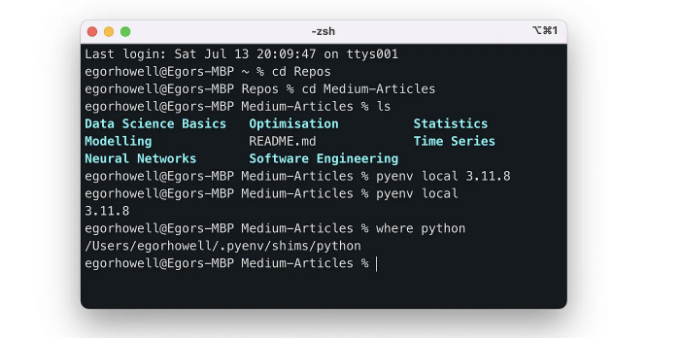 -zsh ⌥⌘1
Last login: Sat Jul 13 20:09:47 on ttys001
egorhowell@Egors-MBP ~ % cd Repos
egorhowell@Egors-MBP Repos % cd Medium-Articles
egorhowell@Egors-MBP Medium-Articles % ls
Data Science Basics Optimisation Statistics
Modelling README.md Time Series
Neural Networks Software Engineering
egorhowell@Egors-MBP Medium-Articles % pyenv local 3.11.8
egorhowell@Egors-MBP Medium-Articles % pyenv local
3.11.8
egorhowell@Egors-MBP Medium-Articles % where python
/Users/egorhowell/.pyenv/shims/python
egorhowell@Egors-MBP Medium-Articles %